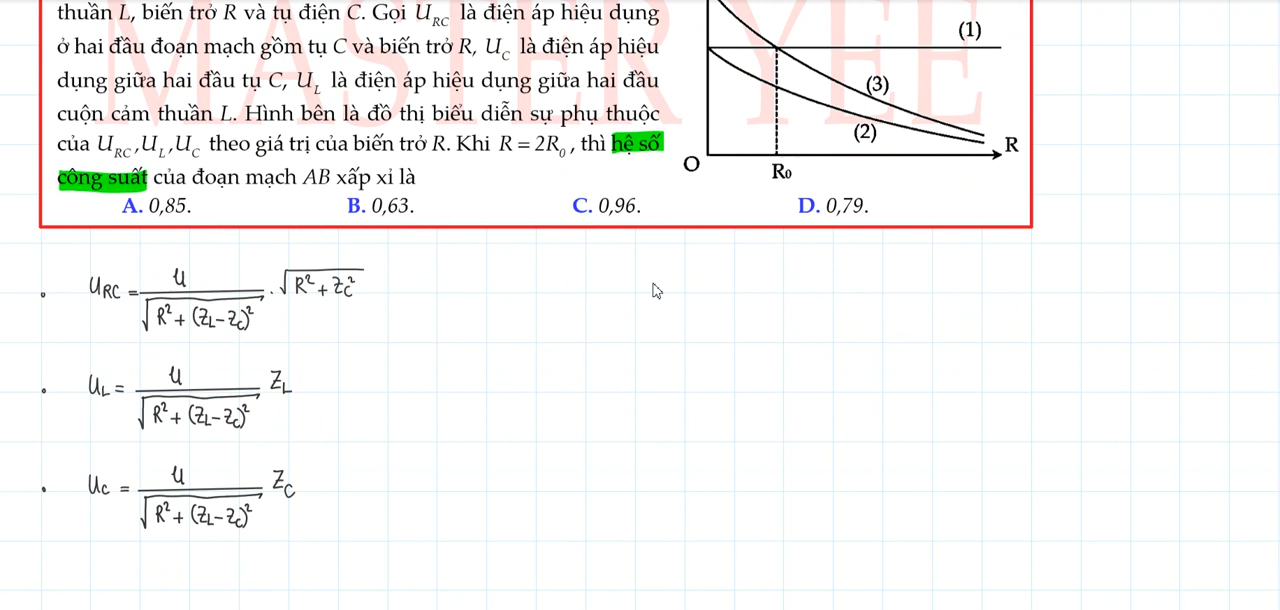 thuần L, biến trở R và tụ điện C. Gọi U_RC là điện áp hiệu dụng
ở hai đầu đoạn mạch gồm tụ C và biến trở R, U_C là điện áp hiệu
dụng giữa hai đầu tụ C, U_L là điện áp hiệu dụng giữa hai đầu
cuộn cảm thuần L. Hình bên là đồ thị biểu diễn sự phụ thuộc
của U_RC, U_L, U_C theo giá trị của biến trở R. Khi R = 2R_0, thì hệ số
công suất của đoạn mạch AB xấp xỉ là
A. 0,85. B. 0,63. C. 0,96. D. 0,79.
(1)
(3)
(2)
O
R_0
R
MASTER YEE
• U_RC = U / √(R² + (Z_L - Z_C)²) . √(R² + Z_C²)
• U_L = U / √(R² + (Z_L - Z_C)²) . Z_L
• U_C = U / √(R² + (Z_L - Z_C)²) . Z_C